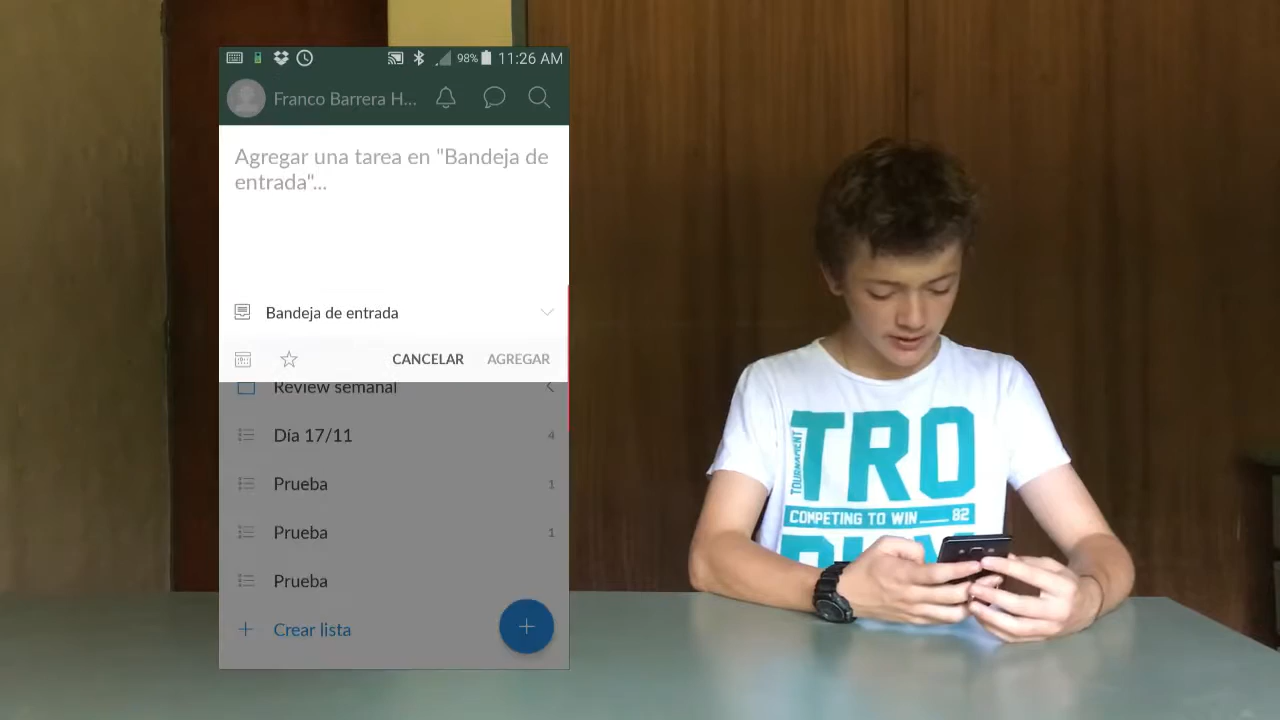 98% 11:26 AM
Franco Barrera H...
Agregar una tarea en "Bandeja de
entrada"...
Bandeja de entrada
CANCELAR AGREGAR
Review semanal
Día 17/11 4
Prueba 1
Prueba 1
Prueba
Crear lista
TOURNAMENT
TRO
COMPETING TO WIN 82